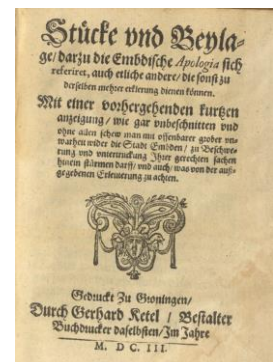 Stücke vnd Beyla-
ge/ darzu die Embdische Apologia sich
referiret, auch etliche andere/ die sonst zu
derselben mehrer erklerung dienen können.
Mit einer vorhergehenden kurtzen
anzeigung/ wie gar vnbeschnitten vnd
ohne allen schew man mit offenbarer grober vn-
warheit wider die Stadt Embden/ zu Beschwe-
rung vnd vntertruckung Ihrer gerechten sachen
hinein stürmen darff/ vnd auch/ was von der auß-
gegebenen Erleuterung zu achten.
Gedruckt Zu Groningen/
Durch Gerhard Ketel / Bestalter
Buchdrucker daselbsten/ Im Jahre
M. D C. III.